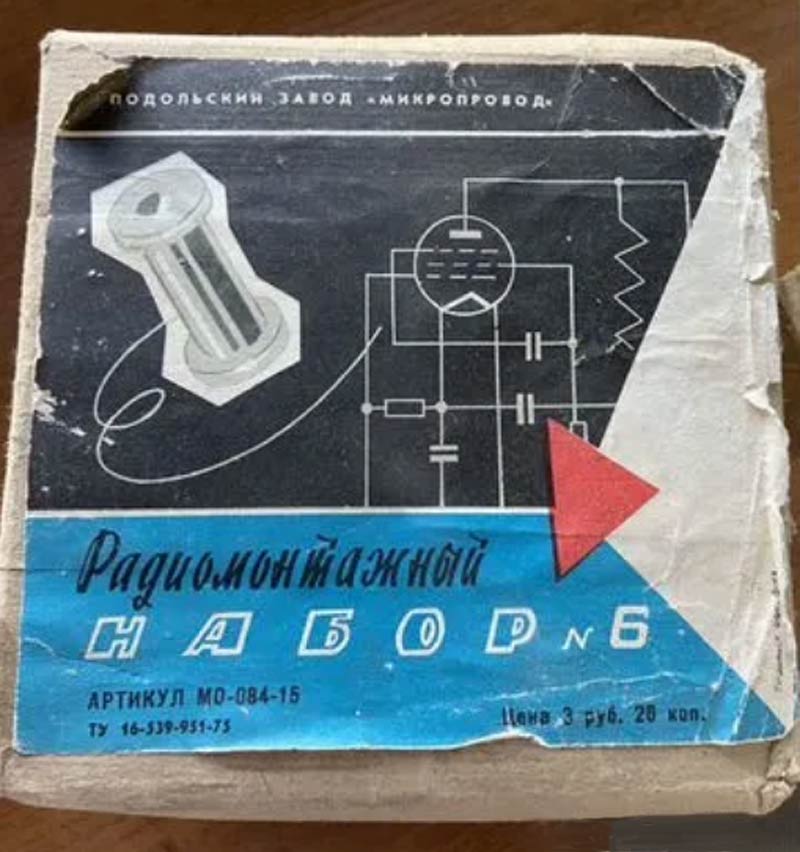 ПОДОЛЬСКИЙ ЗАВОД «МИКРОПРОВОД«
Радиомонтажный
НАБОР N 6
АРТИКУЛ МО-084-15
ТУ 16-539-951-75
Цена 3 руб. 20 коп.